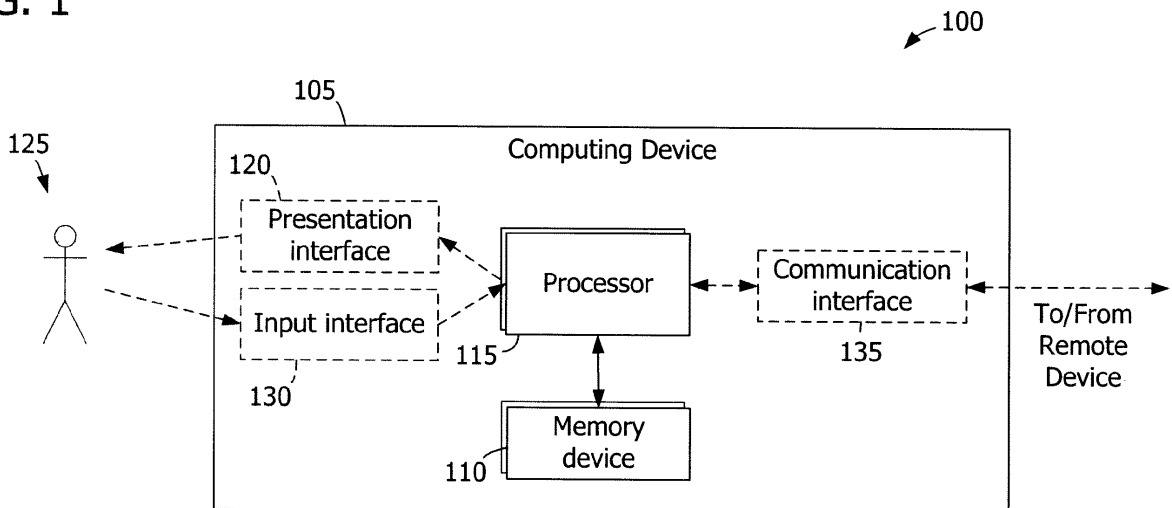 G. 1
100
105
125
Computing Device
120
Presentation
interface
Processor
Communication
interface
Input interface
115
135
To/From
Remote
Device
130
Memory
device
110